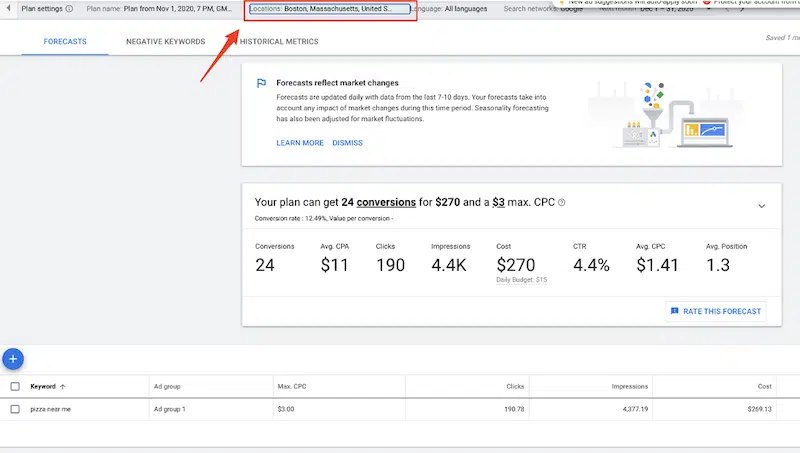 New ad suggestions will auto-apply soon Protect your account from
Plan settings Plan name: Plan from Nov 1, 2020, 7 PM, GM... Locations: Boston, Massachusetts, United S... Language: All languages Search networks: Google Dec 1 – 31, 2020
FORECASTS NEGATIVE KEYWORDS HISTORICAL METRICS
Forecasts reflect market changes
Forecasts are updated daily with data from the last 7-10 days. Your forecasts take into
account any impact of market changes during this time period. Seasonality forecasting
has also been adjusted for market fluctuations.
LEARN MORE DISMISS
Your plan can get 24 conversions for $270 and a $3 max. CPC
Conversion rate : 12.49%, Value per conversion -
Conversions Avg. CPA Clicks Impressions Cost CTR Avg. CPC Avg. Position
24 $11 190 4.4K $270 4.4% $1.41 1.3
Daily Budget: $15
RATE THIS FORECAST
Keyword Ad group Max. CPC Clicks Impressions Cost
pizza near me Ad group 1 $3.00 190.78 4,377.19 $269.13